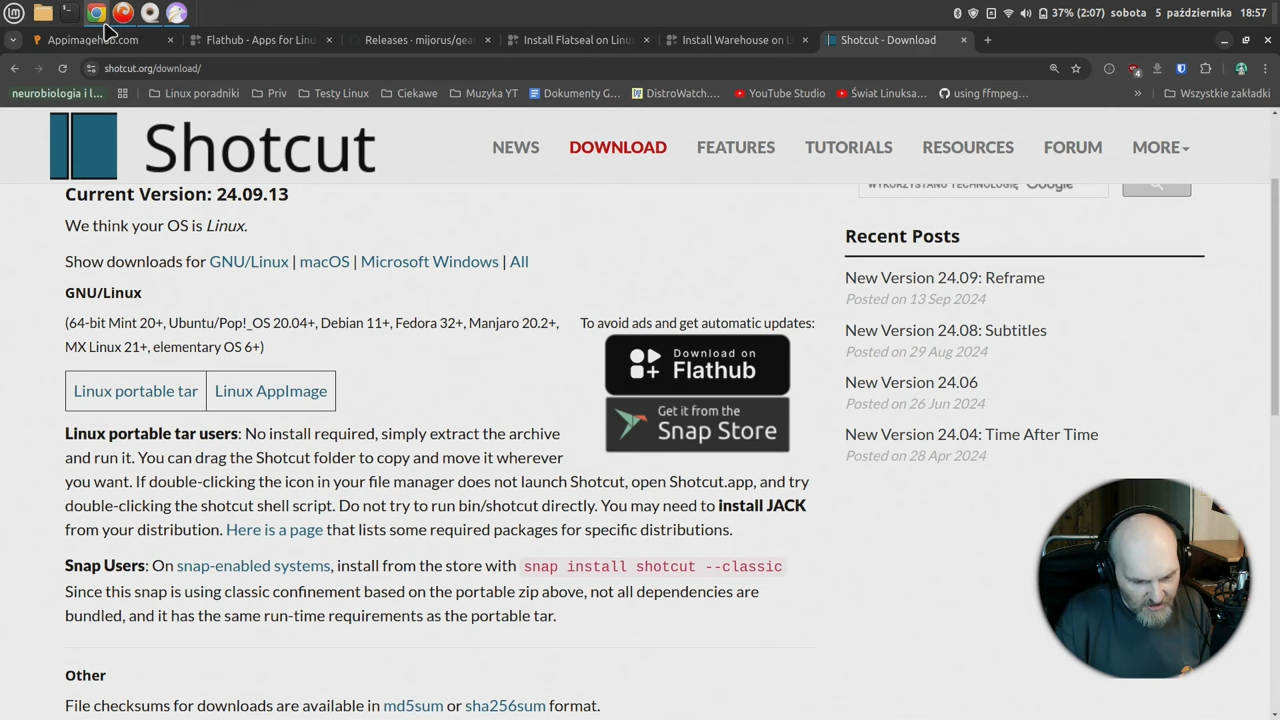 37% (2:07) sobota 5 października 18:57
Appimagehub.com
Flathub - Apps for Linu
Releases · mijorus/gea
Install Flatseal on Linux
Install Warehouse on L
Shotcut - Download
shotcut.org/download/
4
neurobiologia i l...
Linux poradniki
Priv
Testy Linux
Ciekawe
Muzyka YT
Dokumenty G...
DistroWatch....
YouTube Studio
Świat Linuksa...
using ffmpeg...
»
Wszystkie zakładki
Shotcut
NEWS
DOWNLOAD
FEATURES
TUTORIALS
RESOURCES
FORUM
MORE
Current Version: 24.09.13
WYKORZYSTANO TECHNOLOGIĘ Google
We think your OS is Linux.
Show downloads for GNU/Linux | macOS | Microsoft Windows | All
GNU/Linux
(64-bit Mint 20+, Ubuntu/Pop!_OS 20.04+, Debian 11+, Fedora 32+, Manjaro 20.2+,
MX Linux 21+, elementary OS 6+)
To avoid ads and get automatic updates:
Download on
Flathub
Get it from the
Snap Store
Linux portable tar
Linux AppImage
Linux portable tar users: No install required, simply extract the archive
and run it. You can drag the Shotcut folder to copy and move it wherever
you want. If double-clicking the icon in your file manager does not launch Shotcut, open Shotcut.app, and try
double-clicking the shotcut shell script. Do not try to run bin/shotcut directly. You may need to install JACK
from your distribution. Here is a page that lists some required packages for specific distributions.
Snap Users: On snap-enabled systems, install from the store with snap install shotcut --classic
Since this snap is using classic confinement based on the portable zip above, not all dependencies are
bundled, and it has the same run-time requirements as the portable tar.
Other
File checksums for downloads are available in md5sum or sha256sum format.
Recent Posts
New Version 24.09: Reframe
Posted on 13 Sep 2024
New Version 24.08: Subtitles
Posted on 29 Aug 2024
New Version 24.06
Posted on 26 Jun 2024
New Version 24.04: Time After Time
Posted on 28 Apr 2024